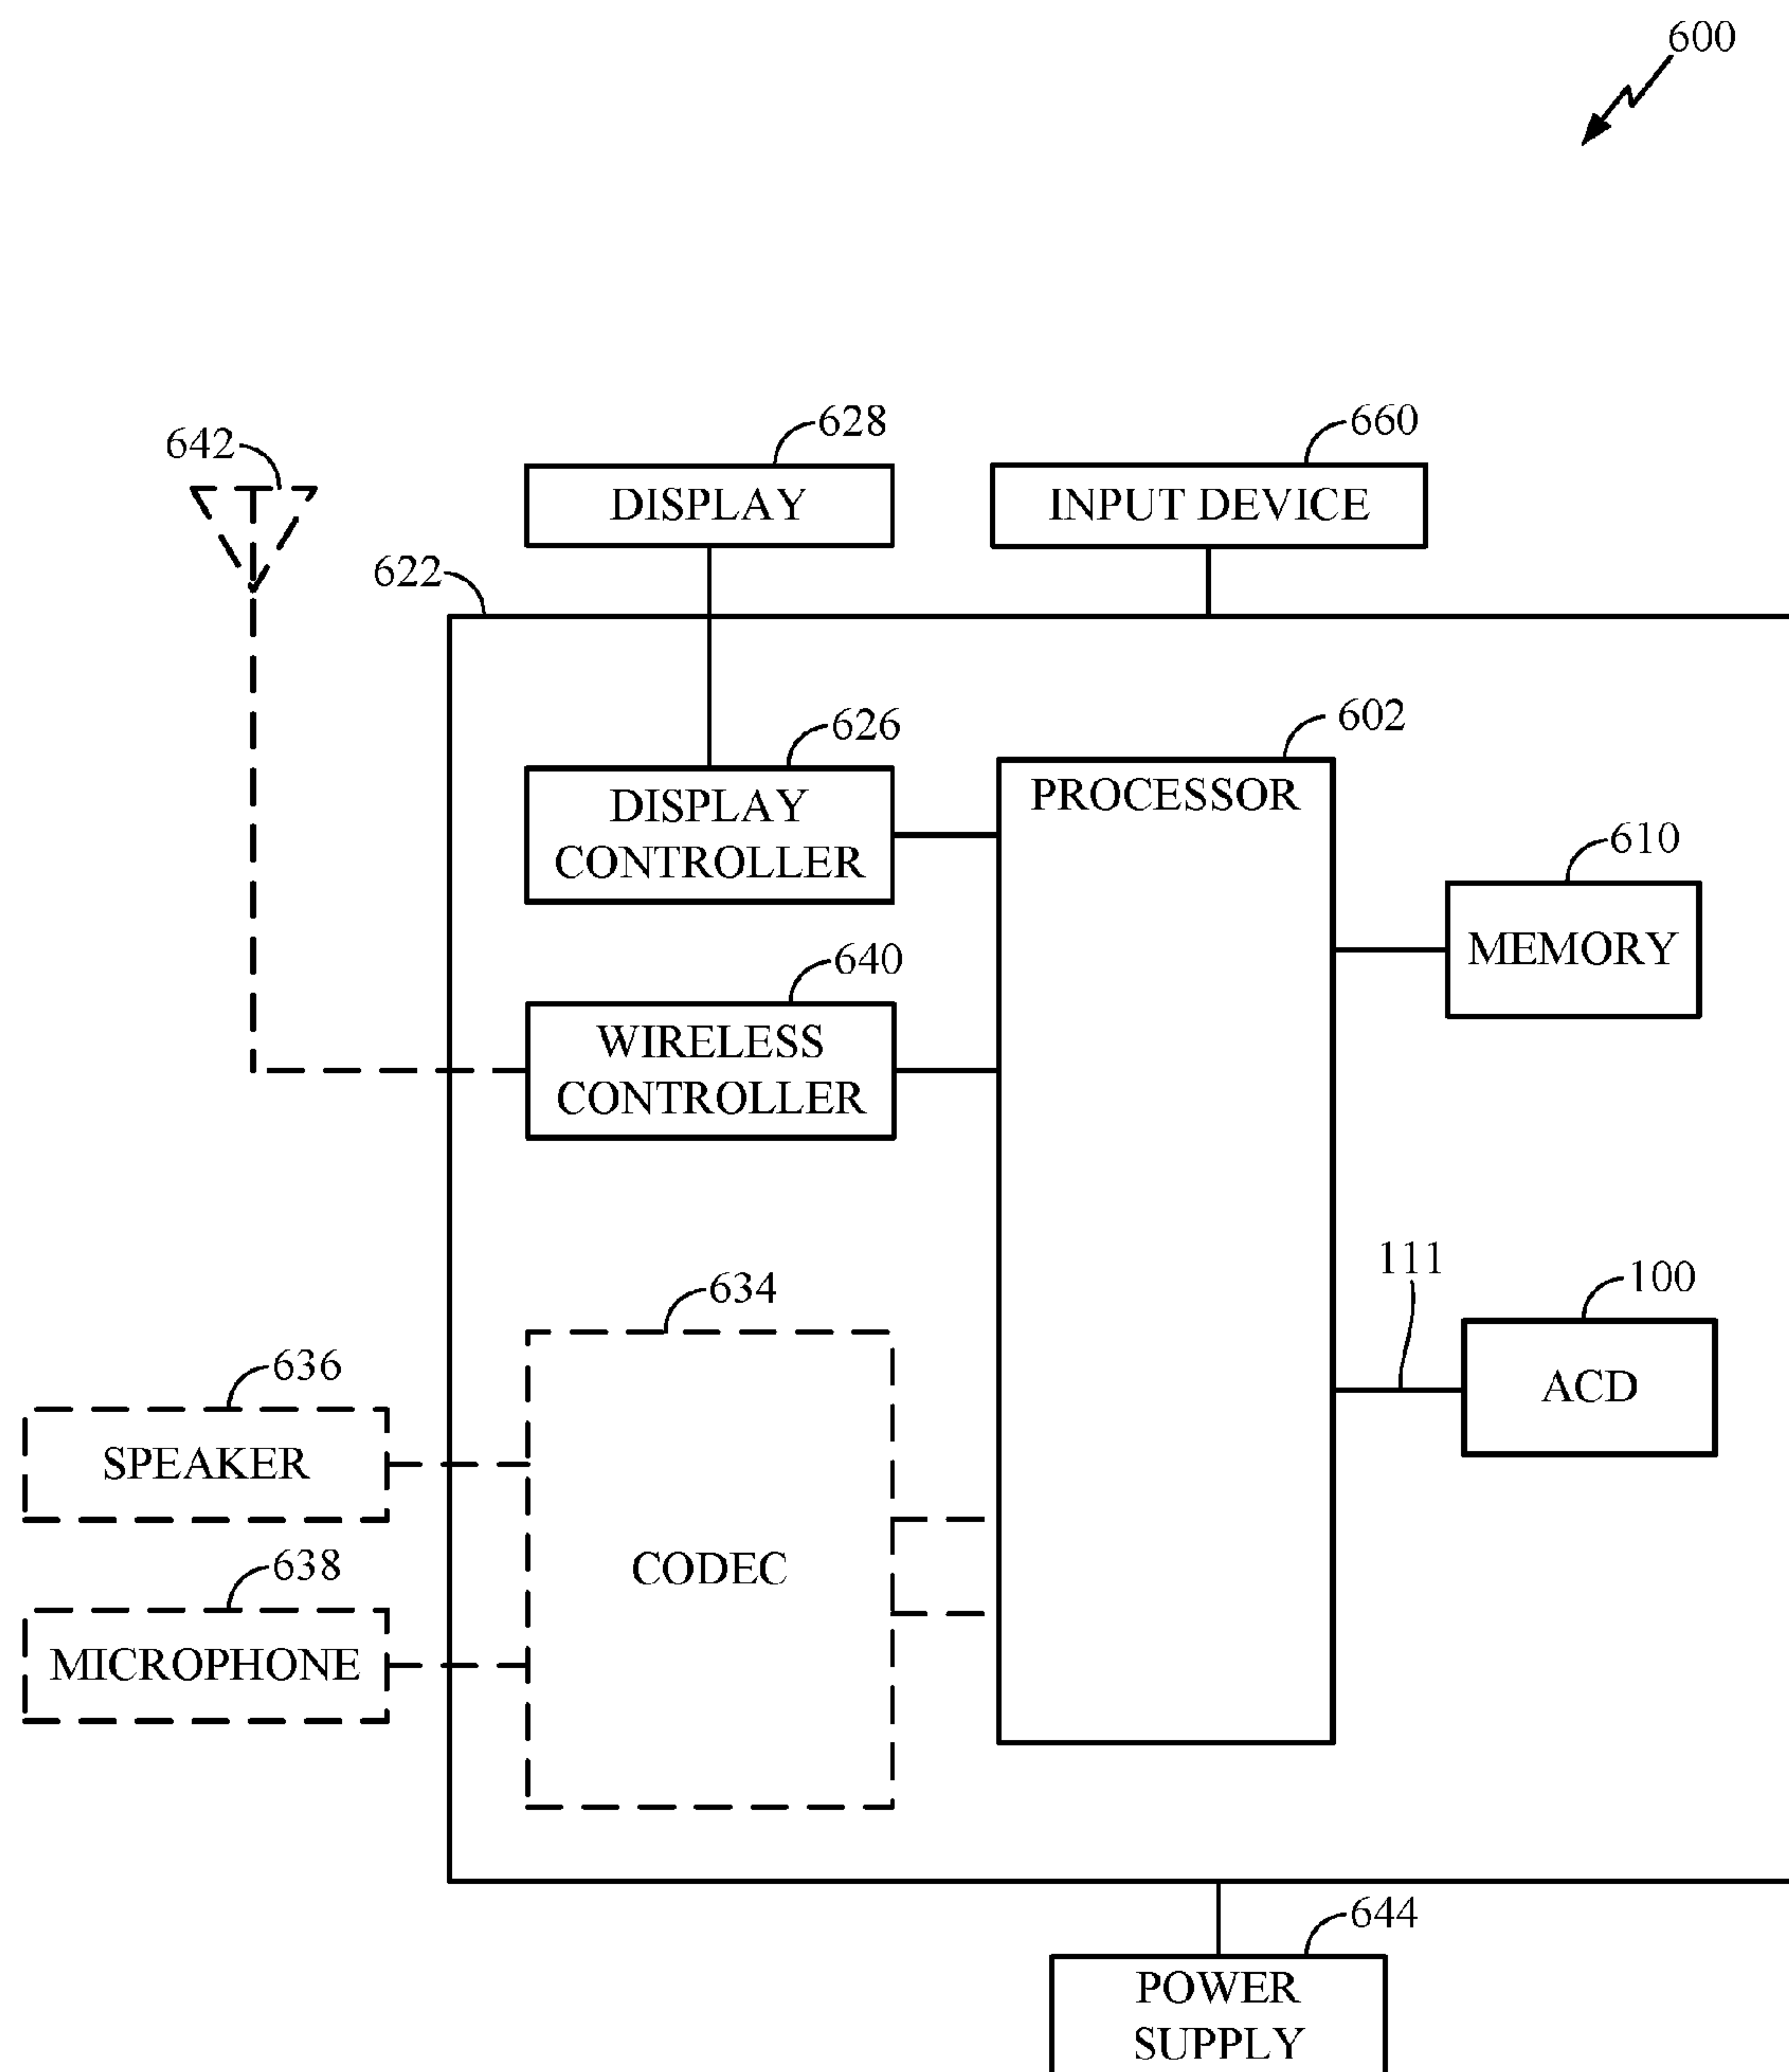 600
642
628
DISPLAY
660
INPUT DEVICE
622
626
DISPLAY
CONTROLLER
602
PROCESSOR
610
MEMORY
640
WIRELESS
CONTROLLER
634
CODEC
111
100
ACD
636
SPEAKER
638
MICROPHONE
644
POWER
SUPPLY